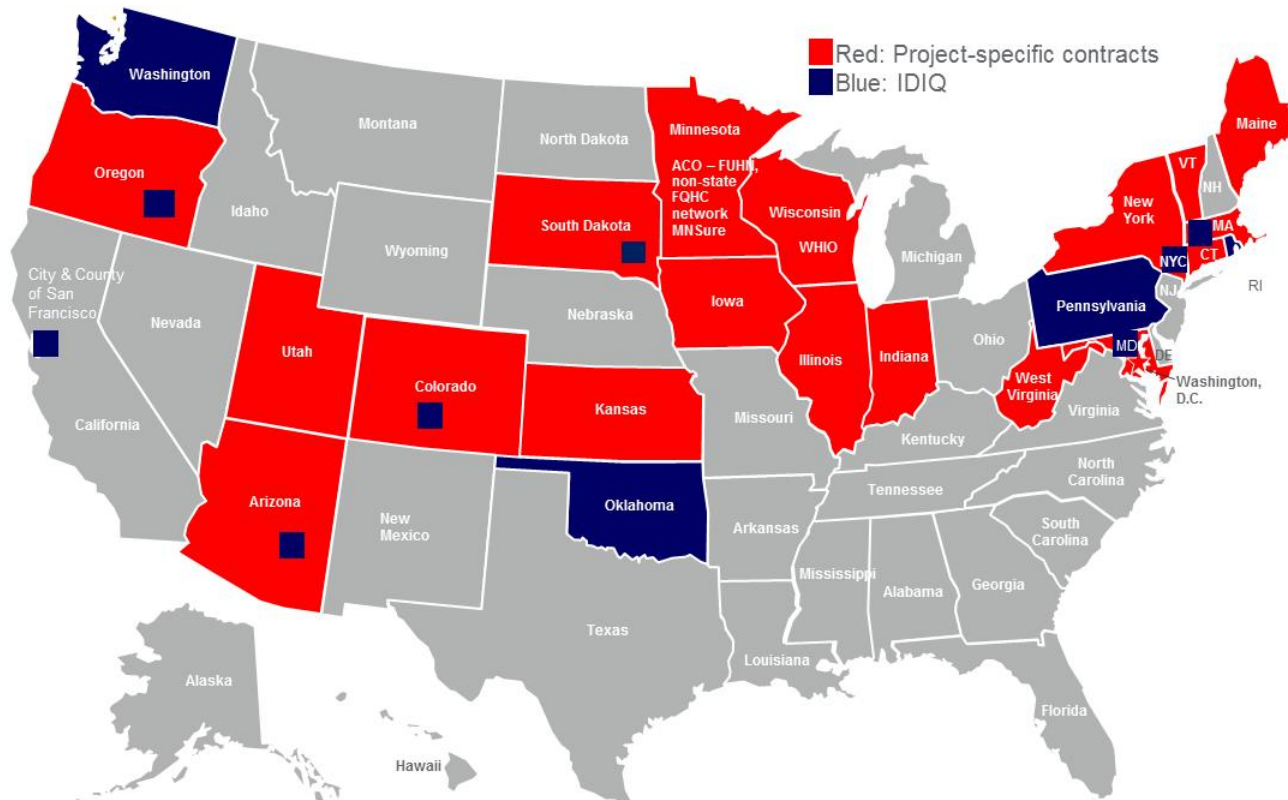 Red: Project-specific contracts
Blue: IDIQ
Washington
Montana
North Dakota
Minnesota
ACO – FUHN,
non-state
FQHC
network
MNSure
Maine
VT
NH
Oregon
Idaho
South Dakota
Wisconsin
WHIO
New
York
MA
Wyoming
Michigan
NYC
CT
RI
City & County
of San
Francisco
Nevada
Iowa
Nebraska
Pennsylvania
NJ
Utah
Colorado
Illinois
Indiana
Ohio
MD
DE
Washington,
D.C.
West
Virginia
Virginia
California
Kansas
Missouri
Kentucky
North
Carolina
Arizona
New
Mexico
Oklahoma
Arkansas
Tennessee
South
Carolina
Mississippi
Alabama
Georgia
Texas
Louisiana
Florida
Alaska
Hawaii